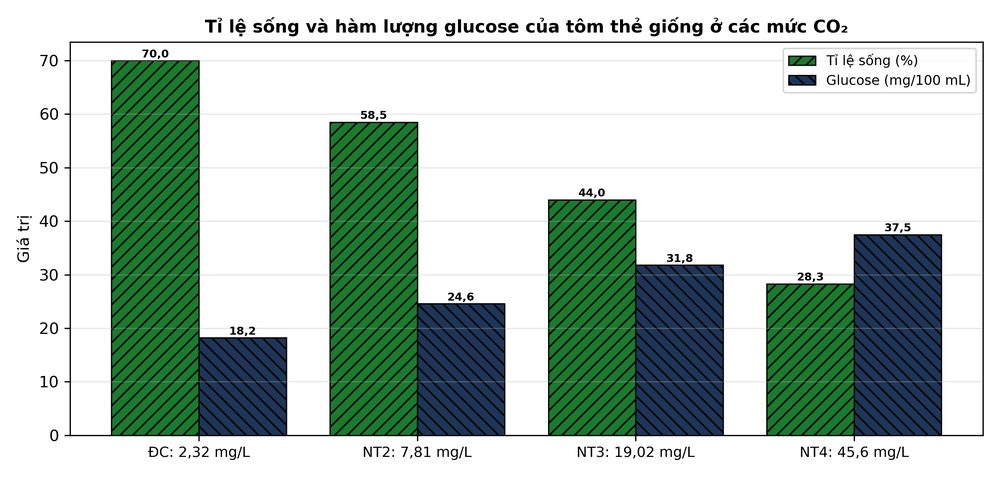 Tỉ lệ sống và hàm lượng glucose của tôm thẻ giống ở các mức CO₂
Tỉ lệ sống (%)
Glucose (mg/100 mL)
Giá trị
70
60
50
40
30
20
10
0
70,0
18,2
58,5
24,6
44,0
31,8
28,3
37,5
ĐC: 2,32 mg/L
NT2: 7,81 mg/L
NT3: 19,02 mg/L
NT4: 45,6 mg/L